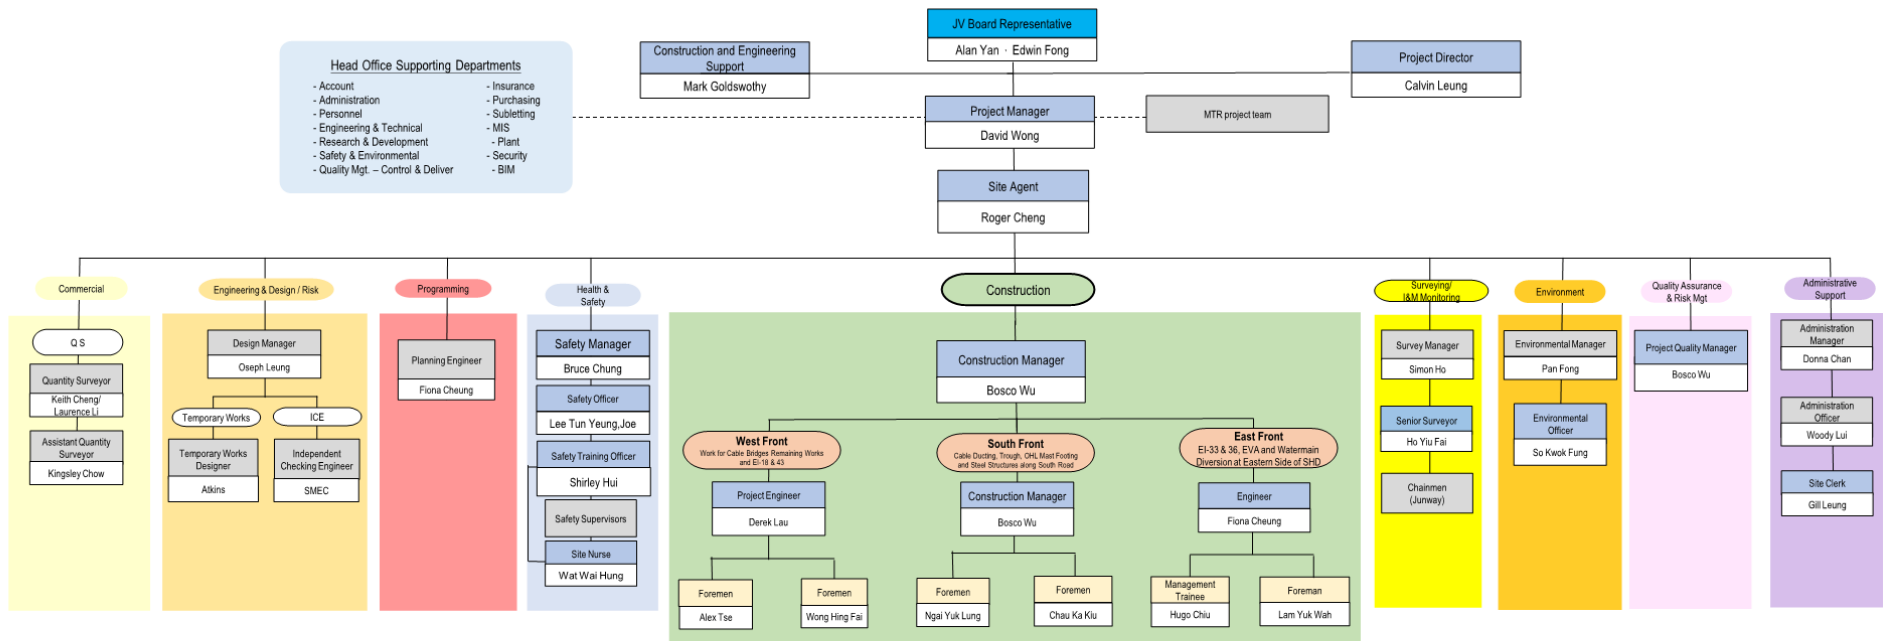 JV Board Representative
Alan Yan · Edwin Fong
Construction and Engineering
Support
Mark Goldswothy
Project Director
Calvin Leung
Head Office Supporting Departments
- Account
- Administration
- Personnel
- Engineering & Technical
- Research & Development
- Safety & Environmental
- Quality Mgt. – Control & Deliver
- Insurance
- Purchasing
- Subletting
- MIS
- Plant
- Security
- BIM
Project Manager
David Wong
MTR project team
Site Agent
Roger Cheng
Commercial
Q S
Quantity Surveyor
Keith Cheng/
Laurence Li
Assistant Quantity
Surveyor
Kingsley Chow
Engineering & Design / Risk
Design Manager
Oseph Leung
Temporary Works
ICE
Temporary Works
Designer
Atkins
Independent
Checking Engineer
SMEC
Programming
Planning Engineer
Fiona Cheung
Health &
Safety
Safety Manager
Bruce Chung
Safety Officer
Lee Tun Yeung,Joe
Safety Training Officer
Shirley Hui
Safety Supervisors
Site Nurse
Wat Wai Hung
Construction
Construction Manager
Bosco Wu
West Front
Work for Cable Bridges Remaining Works
and EI-18 & 43
Project Engineer
Derek Lau
Foremen
Alex Tse
Foremen
Wong Hing Fai
South Front
Cable Ducting, Trough, OHL Mast Footing
and Steel Structures along South Road
Construction Manager
Bosco Wu
Foremen
Ngai Yuk Lung
Foremen
Chau Ka Kiu
East Front
EI-33 & 36, EVA and Watermain
Diversion at Eastern Side of SHD
Engineer
Fiona Cheung
Management
Trainee
Hugo Chiu
Foreman
Lam Yuk Wah
Surveying/
I&M Monitoring
Survey Manager
Simon Ho
Senior Surveyor
Ho Yiu Fai
Chainmen
(Junway)
Environment
Environmental Manager
Pan Fong
Environmental
Officer
So Kwok Fung
Quality Assurance
& Risk Mgt
Project Quality Manager
Bosco Wu
Administrative
Support
Administration
Manager
Donna Chan
Administration
Officer
Woody Lui
Site Clerk
Gill Leung